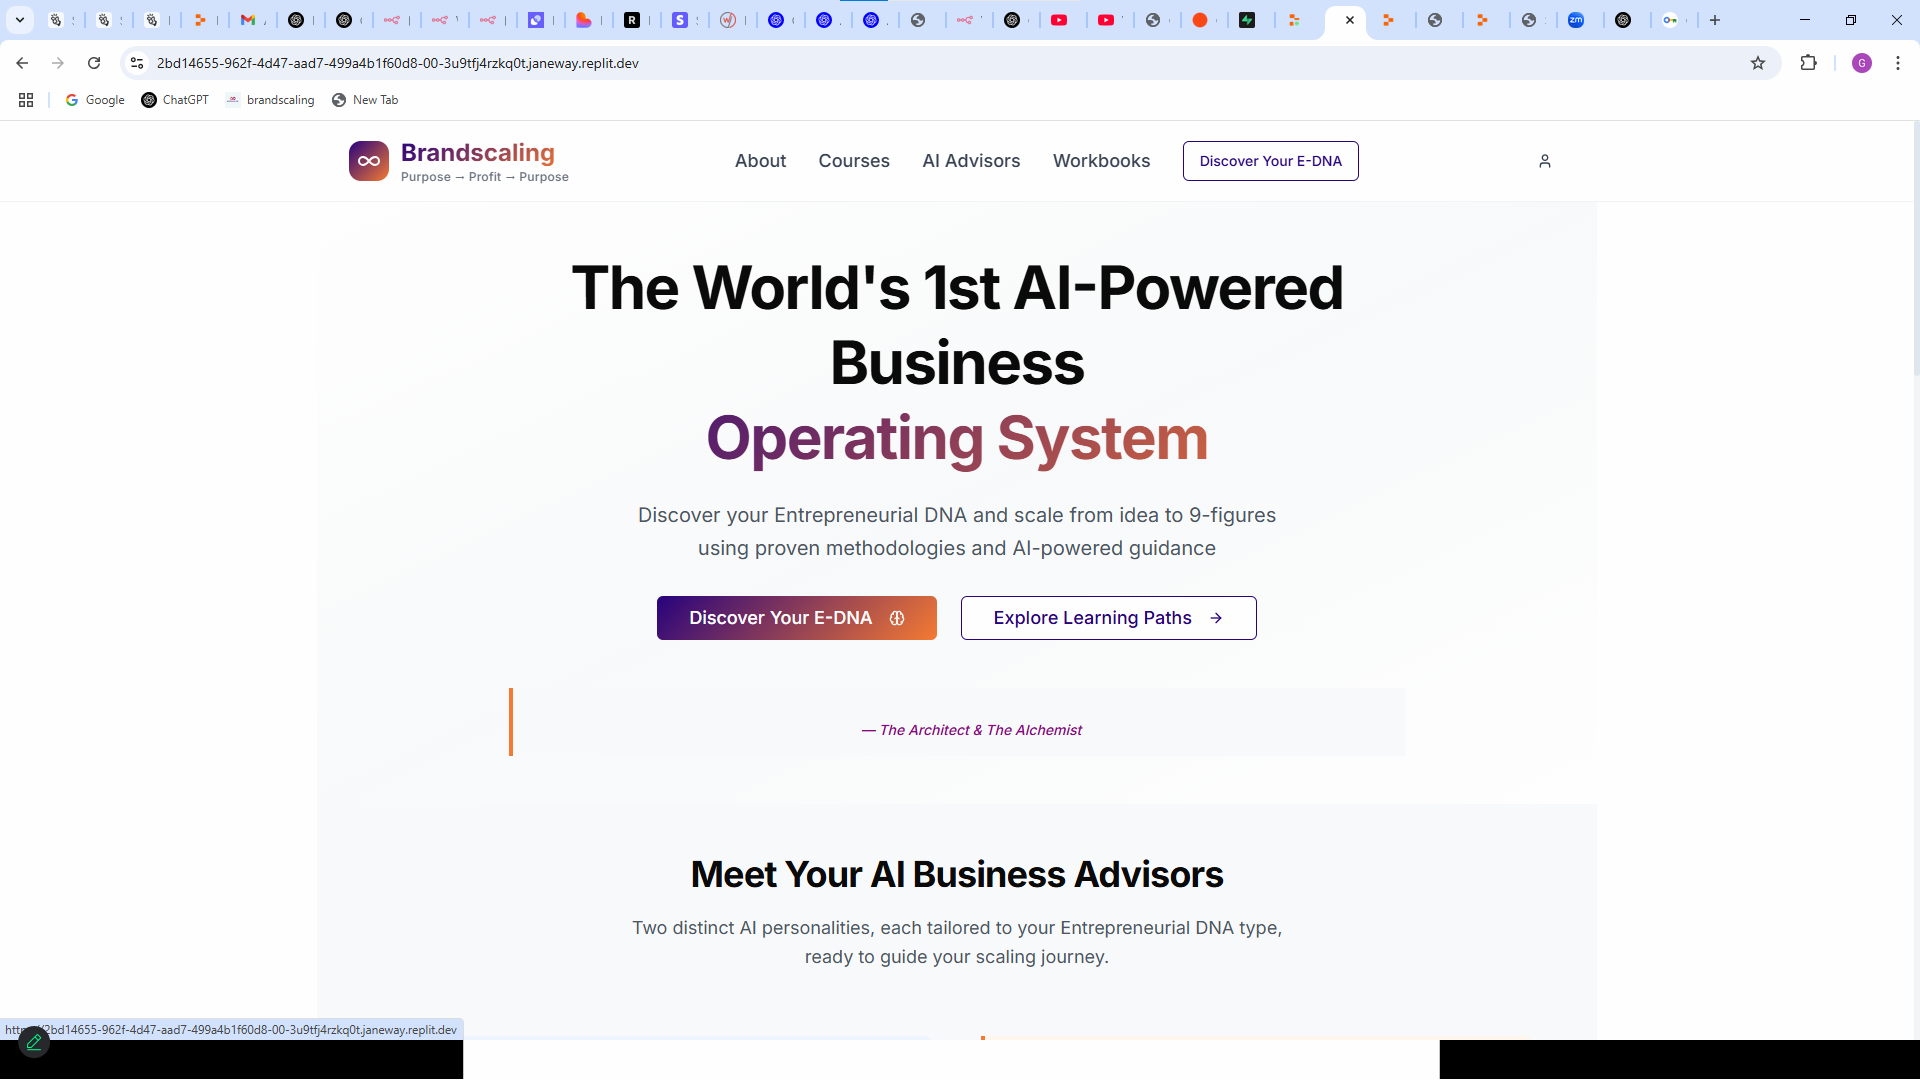 2bd14655-962f-4d47-aad7-499a4b1f60d8-00-3u9tfj4rzkq0t.janeway.replit.dev
G
Google
ChatGPT
brandscaling
New Tab
Brandscaling
Purpose → Profit → Purpose
About
Courses
AI Advisors
Workbooks
Discover Your E-DNA
The World's 1st AI-Powered
Business
Operating System
Discover your Entrepreneurial DNA and scale from idea to 9-figures
using proven methodologies and AI-powered guidance
Discover Your E-DNA
Explore Learning Paths →
— The Architect & The Alchemist
Meet Your AI Business Advisors
Two distinct AI personalities, each tailored to your Entrepreneurial DNA type,
ready to guide your scaling journey.
2bd14655-962f-4d47-aad7-499a4b1f60d8-00-3u9tfj4rzkq0t.janeway.replit.dev